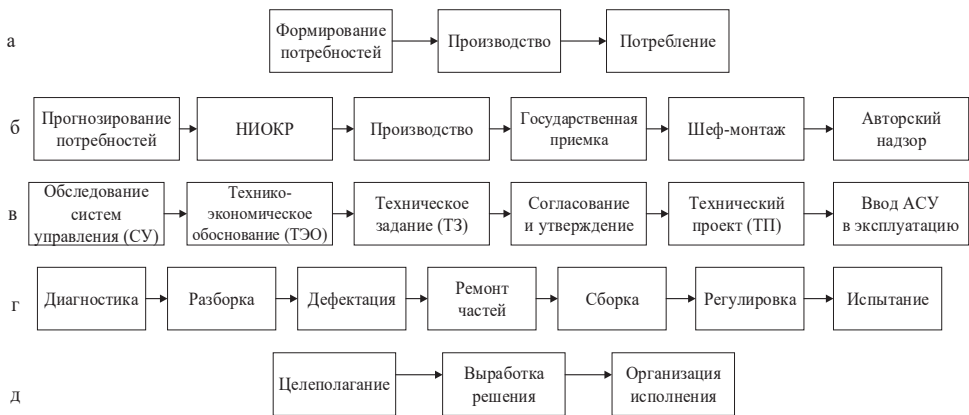 а
Формирование
потребностей
Производство
Потребление
б
Прогнозирование
потребностей
НИОКР
Производство
Государственная
приемка
Шеф-монтаж
Авторский
надзор
в
Обследование
систем
управления (СУ)
Технико-
экономическое
обоснование (ТЭО)
Техническое
задание (ТЗ)
Согласование
и утверждение
Технический
проект (ТП)
Ввод АСУ
в эксплуатацию
г
Диагностика
Разборка
Дефектация
Ремонт
частей
Сборка
Регулировка
Испытание
д
Целеполагание
Выработка
решения
Организация
исполнения